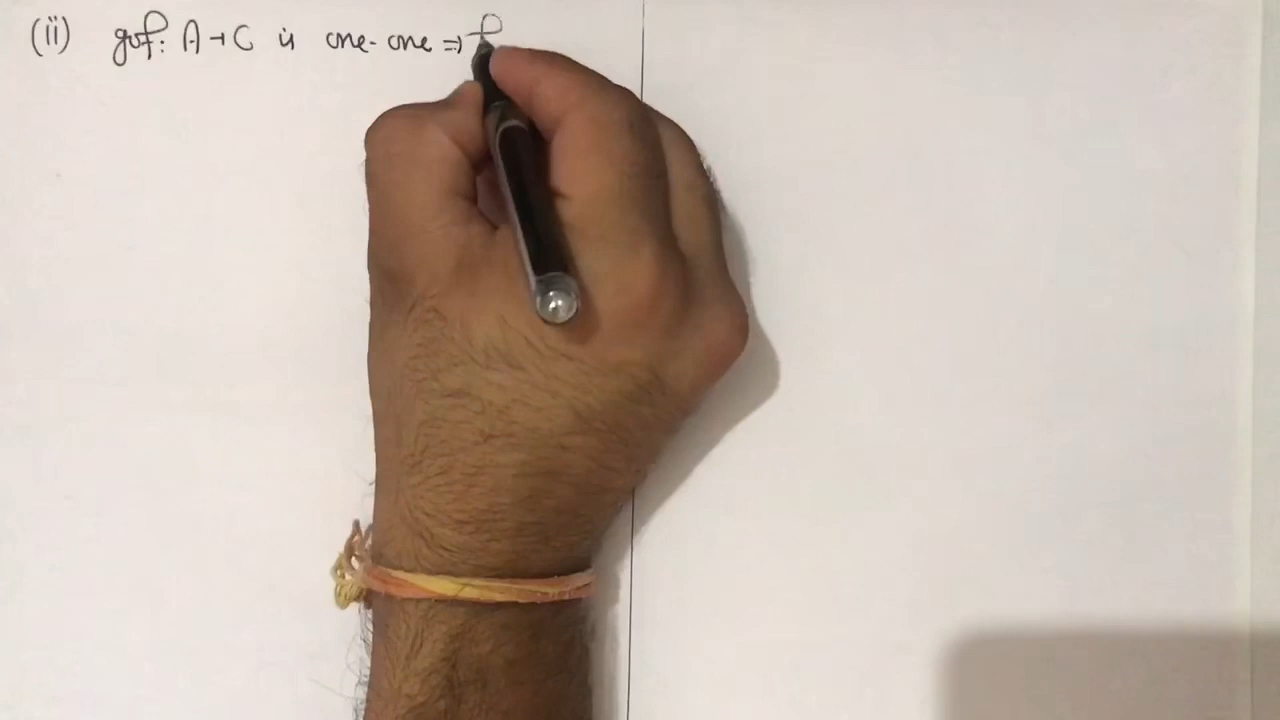 (ii) gof: A→C is one-one ⇒ f